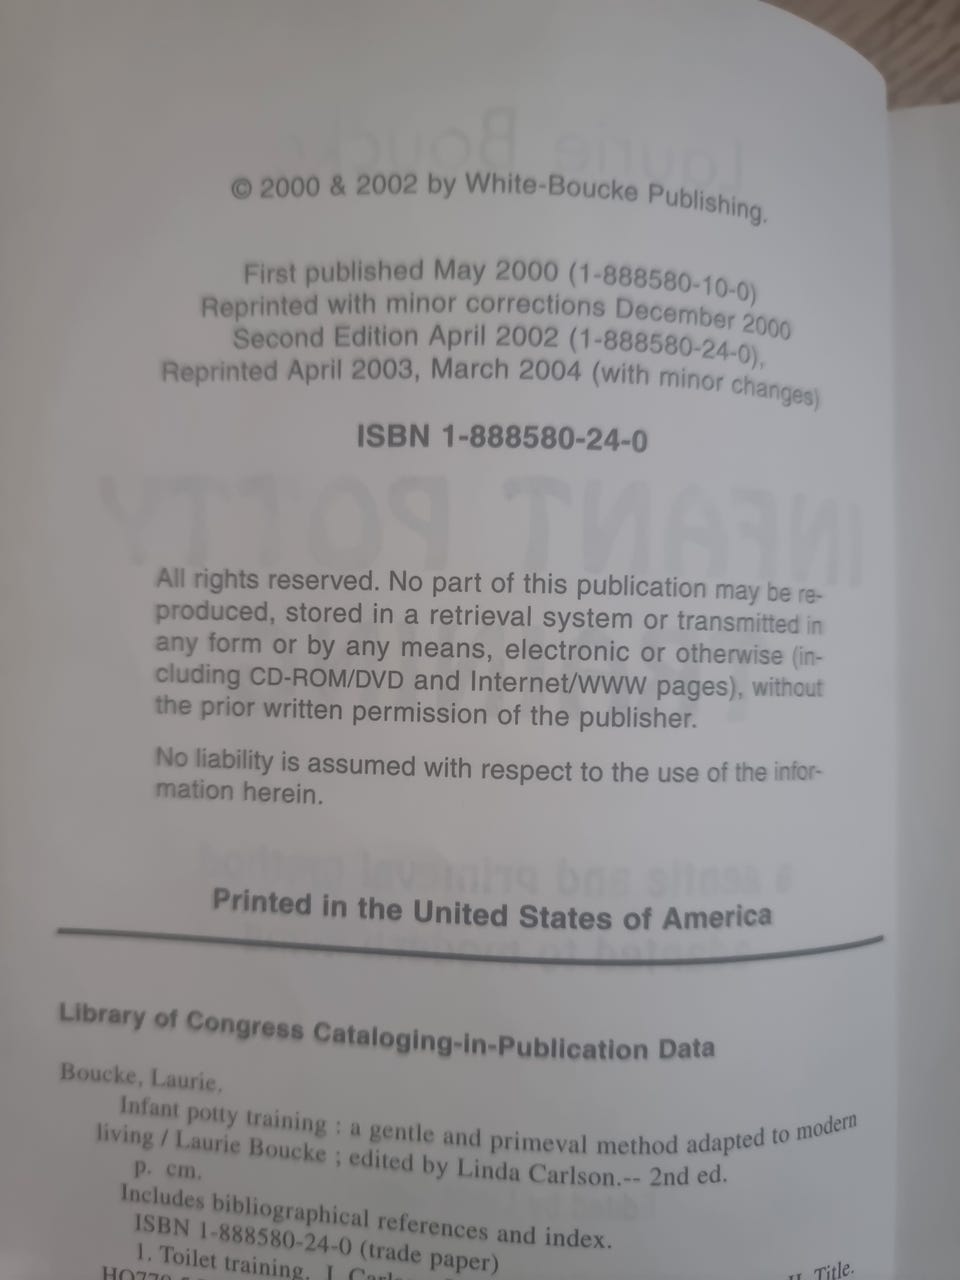 © 2000 & 2002 by White-Boucke Publishing.
First published May 2000 (1-888580-10-0)
Reprinted with minor corrections December 2000
Second Edition April 2002 (1-888580-24-0),
Reprinted April 2003, March 2004 (with minor changes)
ISBN 1-888580-24-0
All rights reserved. No part of this publication may be re-
produced, stored in a retrieval system or transmitted in
any form or by any means, electronic or otherwise (in-
cluding CD-ROM/DVD and Internet/WWW pages), without
the prior written permission of the publisher.
No liability is assumed with respect to the use of the infor-
mation herein.
Printed in the United States of America
Library of Congress Cataloging-in-Publication Data
Boucke, Laurie.
Infant potty training : a gentle and primeval method adapted to modern
living / Laurie Boucke ; edited by Linda Carlson.-- 2nd ed.
p. cm.
Includes bibliographical references and index.
ISBN 1-888580-24-0 (trade paper)
1. Toilet training. I. II. Title.